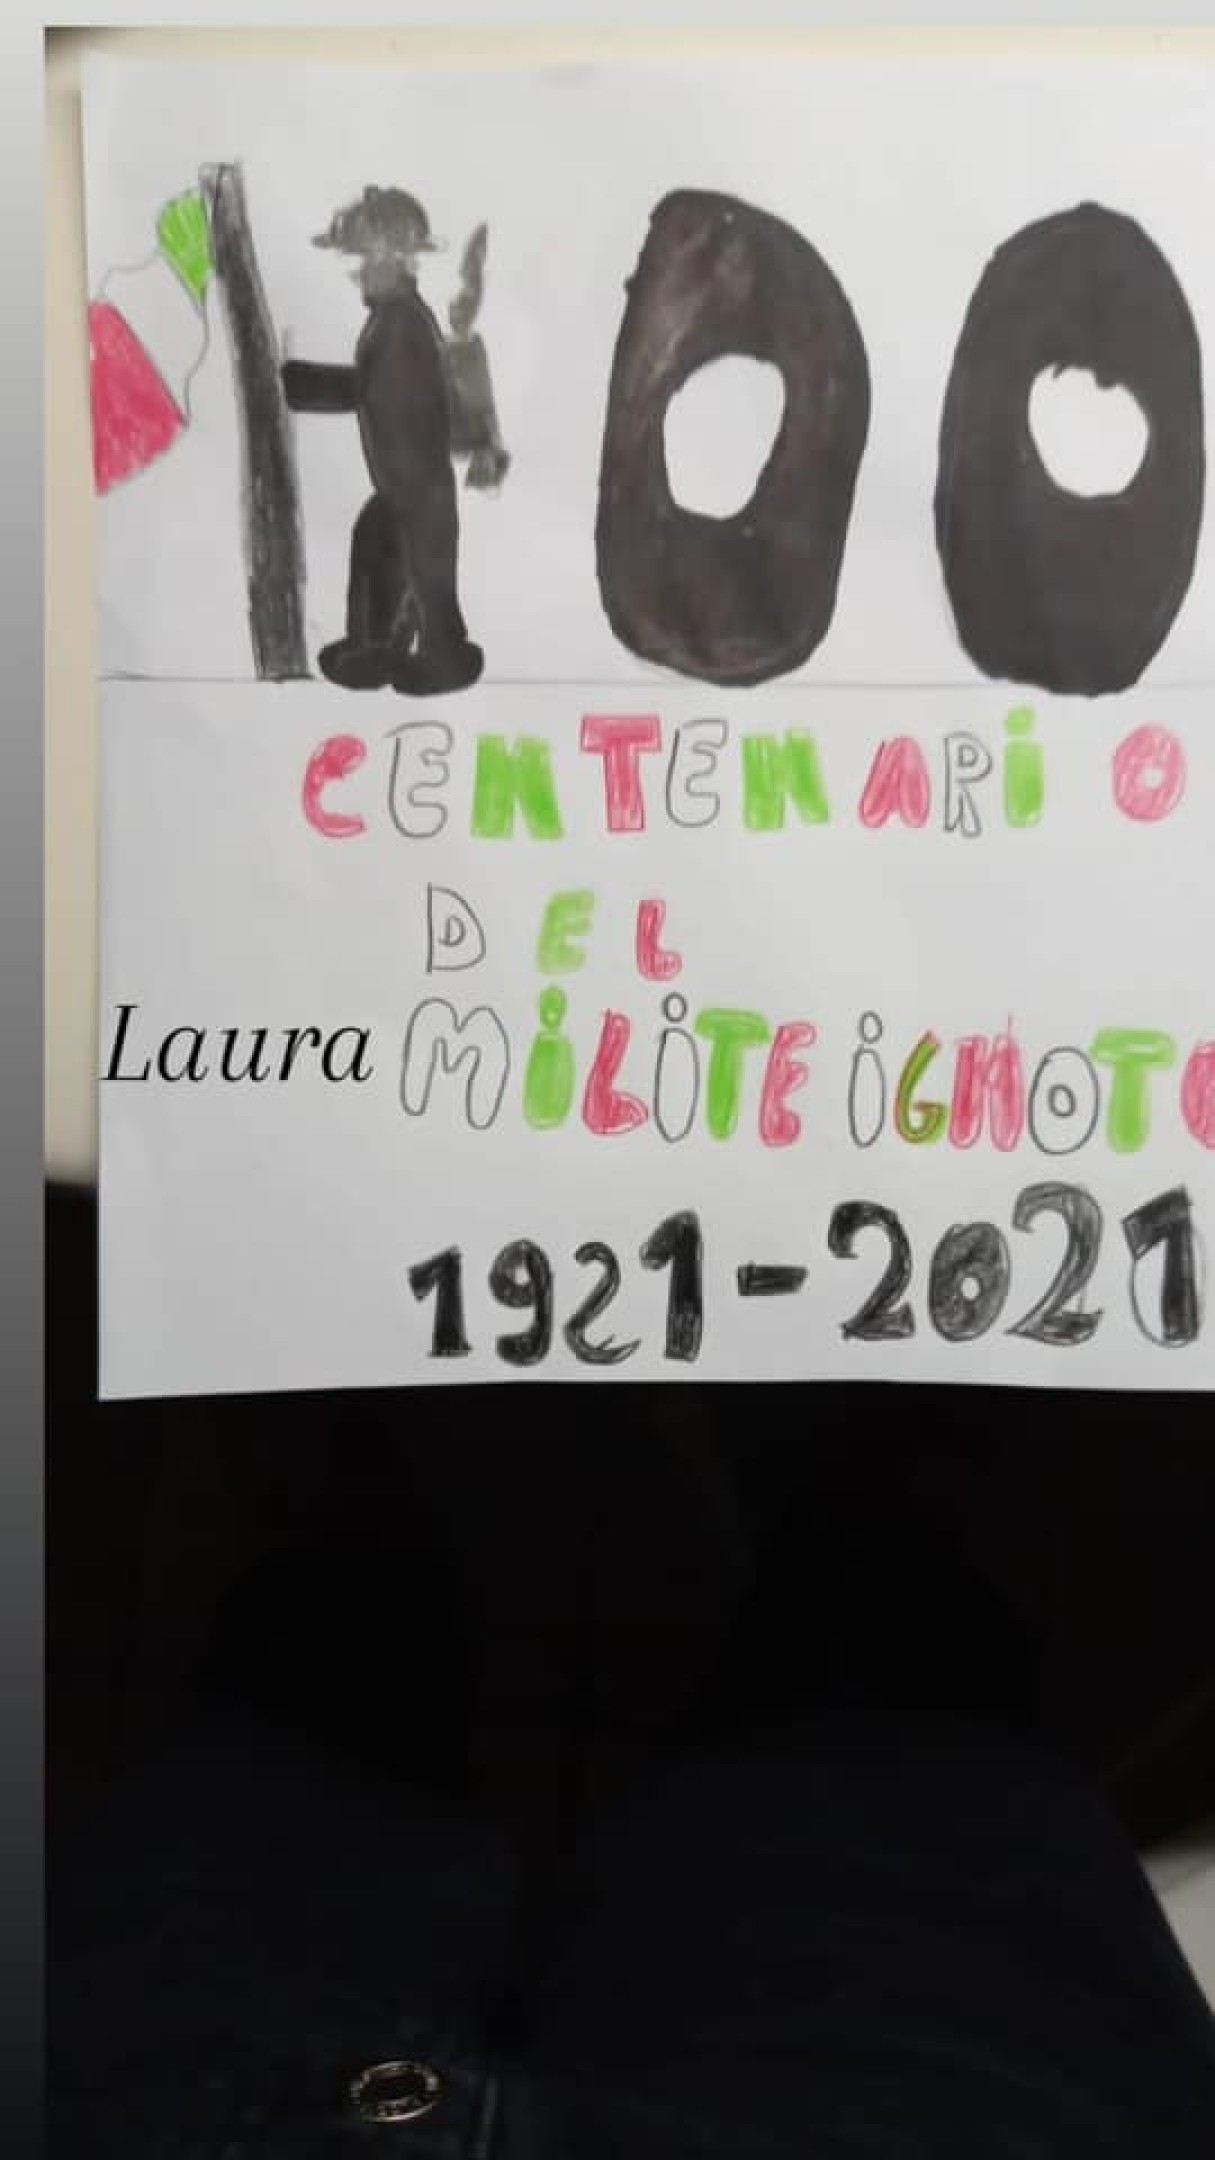 100
CENTENARIO
DEL
Laura
MiLiTE iGNOTO
1921-2021